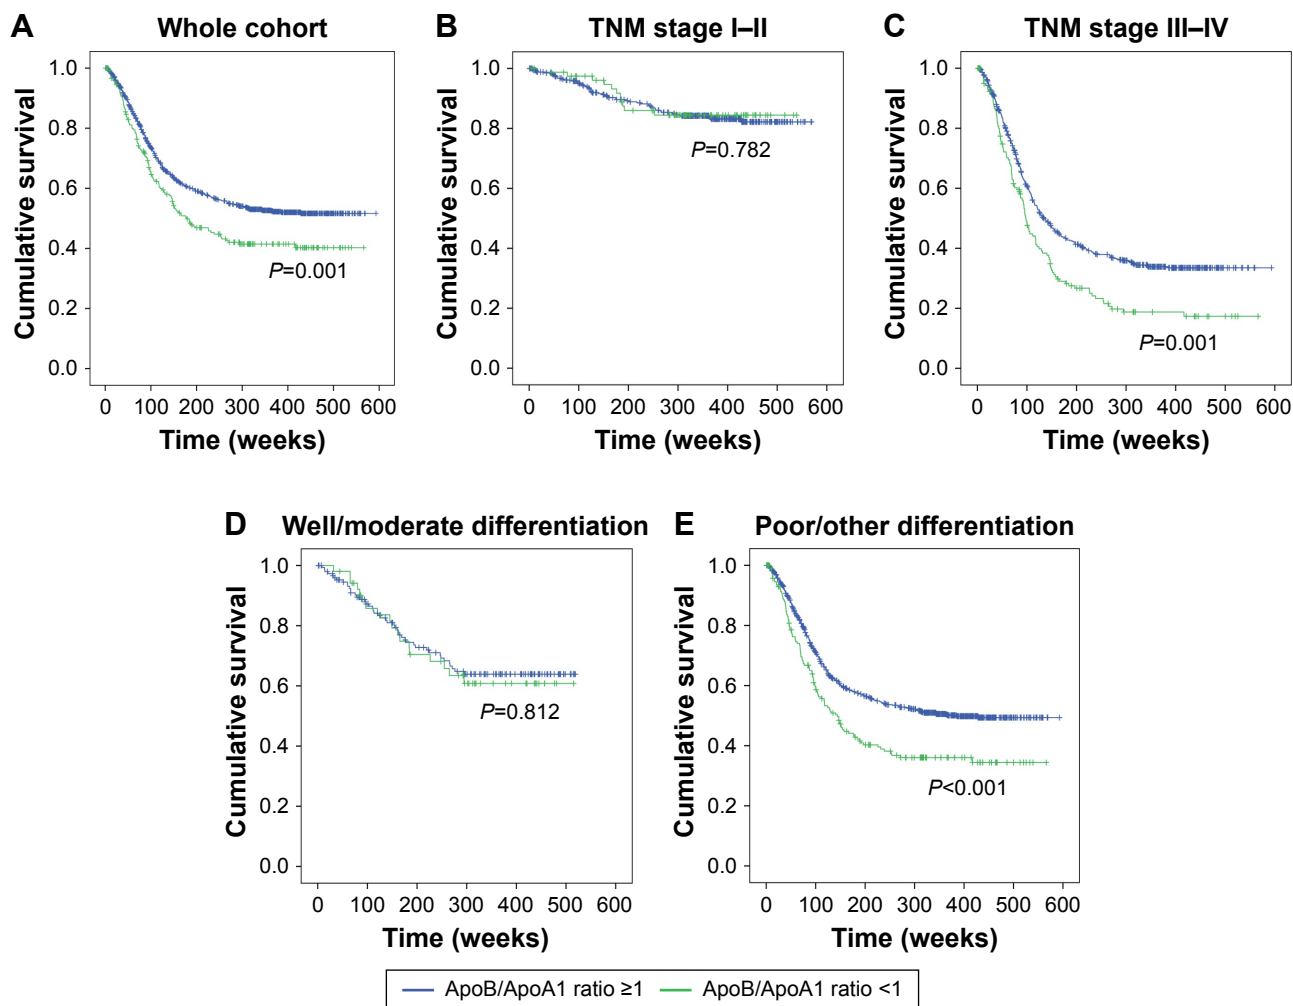 A Whole cohort
1.0
0.8
0.6
0.4
0.2
0.0
Cumulative survival
P=0.001
0 100 200 300 400 500 600
Time (weeks)
B TNM stage I–II
1.0
0.8
0.6
0.4
0.2
0.0
Cumulative survival
P=0.782
0 100 200 300 400 500 600
Time (weeks)
C TNM stage III–IV
1.0
0.8
0.6
0.4
0.2
0.0
Cumulative survival
P=0.001
0 100 200 300 400 500 600
Time (weeks)
D Well/moderate differentiation
1.0
0.8
0.6
0.4
0.2
0.0
Cumulative survival
P=0.812
0 100 200 300 400 500 600
Time (weeks)
E Poor/other differentiation
1.0
0.8
0.6
0.4
0.2
0.0
Cumulative survival
P<0.001
0 100 200 300 400 500 600
Time (weeks)
ApoB/ApoA1 ratio ≥1 ApoB/ApoA1 ratio <1